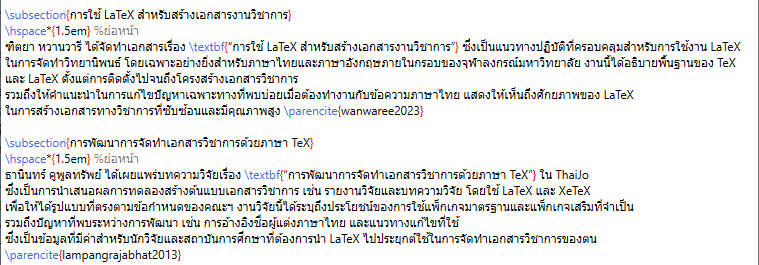 \subsection{การใช้ LaTeX สำหรับสร้างเอกสารงานวิชาการ}
\hspace*{1.5em} %ย่อหน้า
ฑิตยา หวานวารี ได้จัดทำเอกสารเรื่อง \textbf{“การใช้ LaTeX สำหรับสร้างเอกสารงานวิชาการ”} ซึ่งเป็นแนวทางปฏิบัติที่ครอบคลุมสำหรับการใช้งาน LaTeX
ในการจัดทำวิทยานิพนธ์ โดยเฉพาะอย่างยิ่งสำหรับภาษาไทยและภาษาอังกฤษภายในกรอบของจุฬาลงกรณ์มหาวิทยาลัย งานนี้ได้อธิบายพื้นฐานของ TeX
และ LaTeX ตั้งแต่การติดตั้งไปจนถึงโครงสร้างเอกสารวิชาการ
รวมถึงให้คำแนะนำในการแก้ไขปัญหาเฉพาะทางที่พบบ่อยเมื่อต้องทำงานกับข้อความภาษาไทย แสดงให้เห็นถึงศักยภาพของ LaTeX
ในการสร้างเอกสารทางวิชาการที่ซับซ้อนและมีคุณภาพสูง \parencite{wanwaree2023}
\subsection{การพัฒนาการจัดทำเอกสารวิชาการด้วยภาษา TeX}
\hspace*{1.5em} %ย่อหน้า
ธานินทร์ คูพูลทรัพย์ ได้เผยแพร่บทความวิจัยเรื่อง \textbf{“การพัฒนาการจัดทำเอกสารวิชาการด้วยภาษา TeX”} ใน ThaiJo
ซึ่งเป็นการนำเสนอผลการทดลองสร้างต้นแบบเอกสารวิชาการ เช่น รายงานวิจัยและบทความวิจัย โดยใช้ LaTeX และ XeTeX
เพื่อให้ได้รูปแบบที่ตรงตามข้อกำหนดของคณะฯ งานวิจัยนี้ได้ระบุถึงประโยชน์ของการใช้แพ็กเกจมาตรฐานและแพ็กเกจเสริมที่จำเป็น
รวมถึงปัญหาที่พบระหว่างการพัฒนา เช่น การอ้างอิงชื่อผู้แต่งภาษาไทย และแนวทางแก้ไขที่ใช้
ซึ่งเป็นข้อมูลที่มีค่าสำหรับนักวิจัยและสถาบันการศึกษาที่ต้องการนำ LaTeX ไปประยุกต์ใช้ในการจัดทำเอกสารวิชาการของตน
\parencite{lampangrajabhat2013}